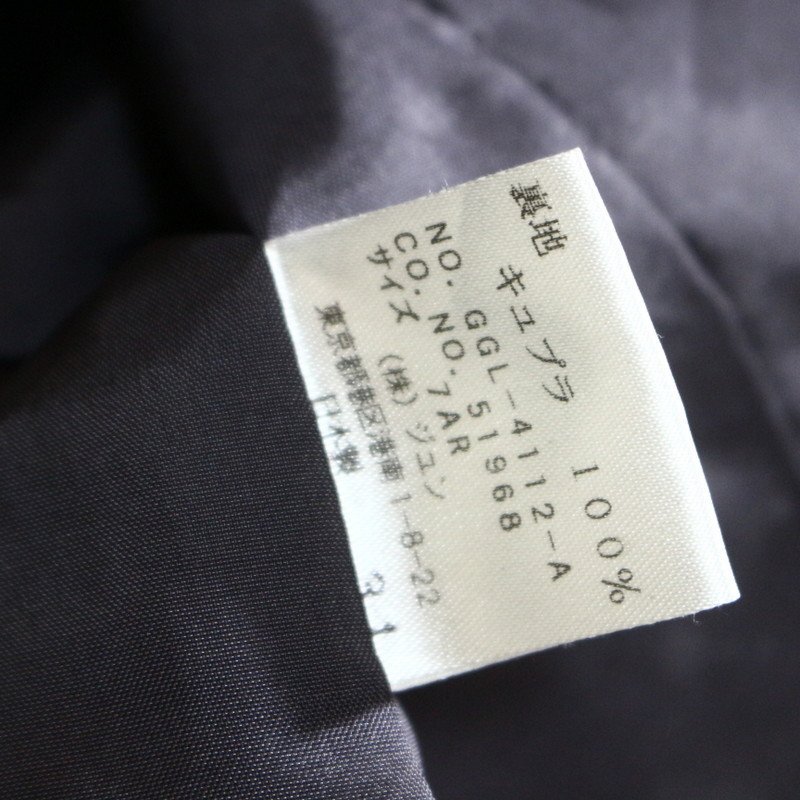 裏地 キュプラ 100%
NO. GGL-4112-A
CO. NO. 51968
サイズ 7AR
(株)ジュン
東京都港区港南1-8-22
日本製 31